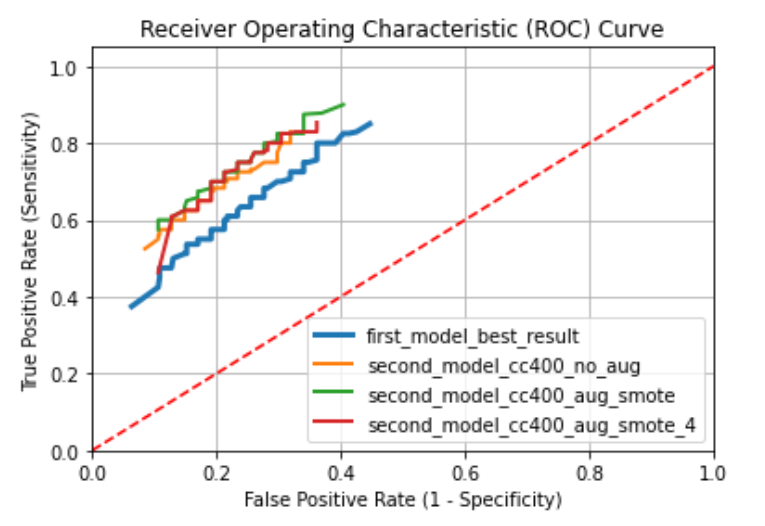 Receiver Operating Characteristic (ROC) Curve
1.0
0.8
0.6
0.4
0.2
0.0
True Positive Rate (Sensitivity)
first_model_best_result
second_model_cc400_no_aug
second_model_cc400_aug_smote
second_model_cc400_aug_smote_4
0.0 0.2 0.4 0.6 0.8 1.0
False Positive Rate (1 - Specificity)